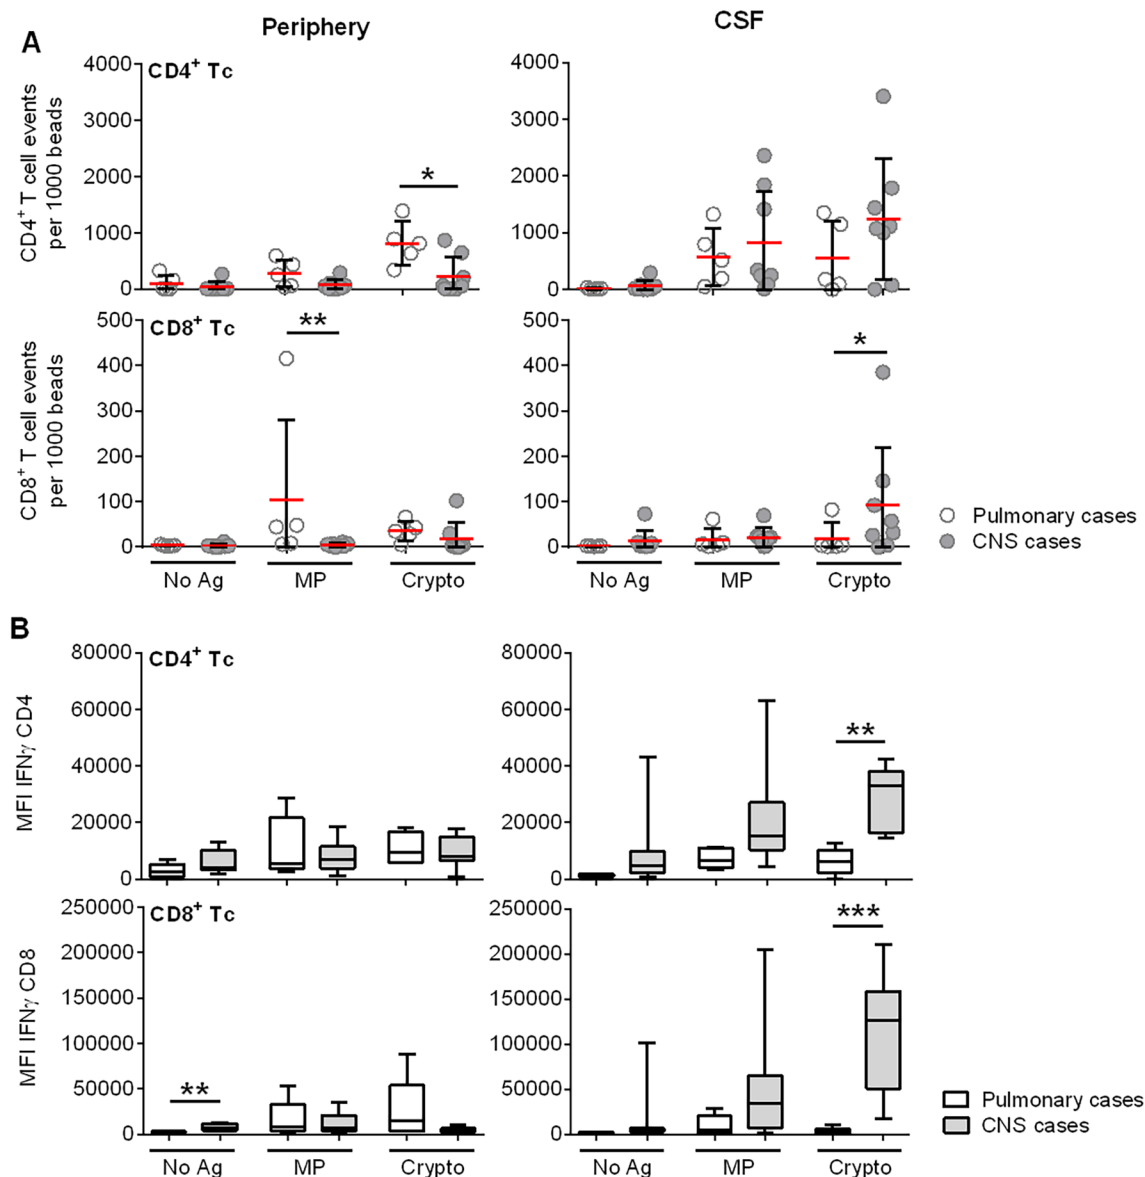 Periphery
CSF
A
CD4+ Tc
4000
3000
2000
1000
0
CD4+ T cell events
per 1000 beads
*
4000
3000
2000
1000
0
CD8+ Tc
500
400
300
200
100
0
CD8+ T cell events
per 1000 beads
**
No Ag
MP
Crypto
500
400
300
200
100
0
*
No Ag
MP
Crypto
Pulmonary cases
CNS cases
B
CD4+ Tc
80000
60000
40000
20000
0
MFI IFNγ CD4
80000
60000
40000
20000
0
**
CD8+ Tc
250000
200000
150000
100000
50000
0
MFI IFNγ CD8
**
No Ag
MP
Crypto
250000
200000
150000
100000
50000
0
***
No Ag
MP
Crypto
Pulmonary cases
CNS cases